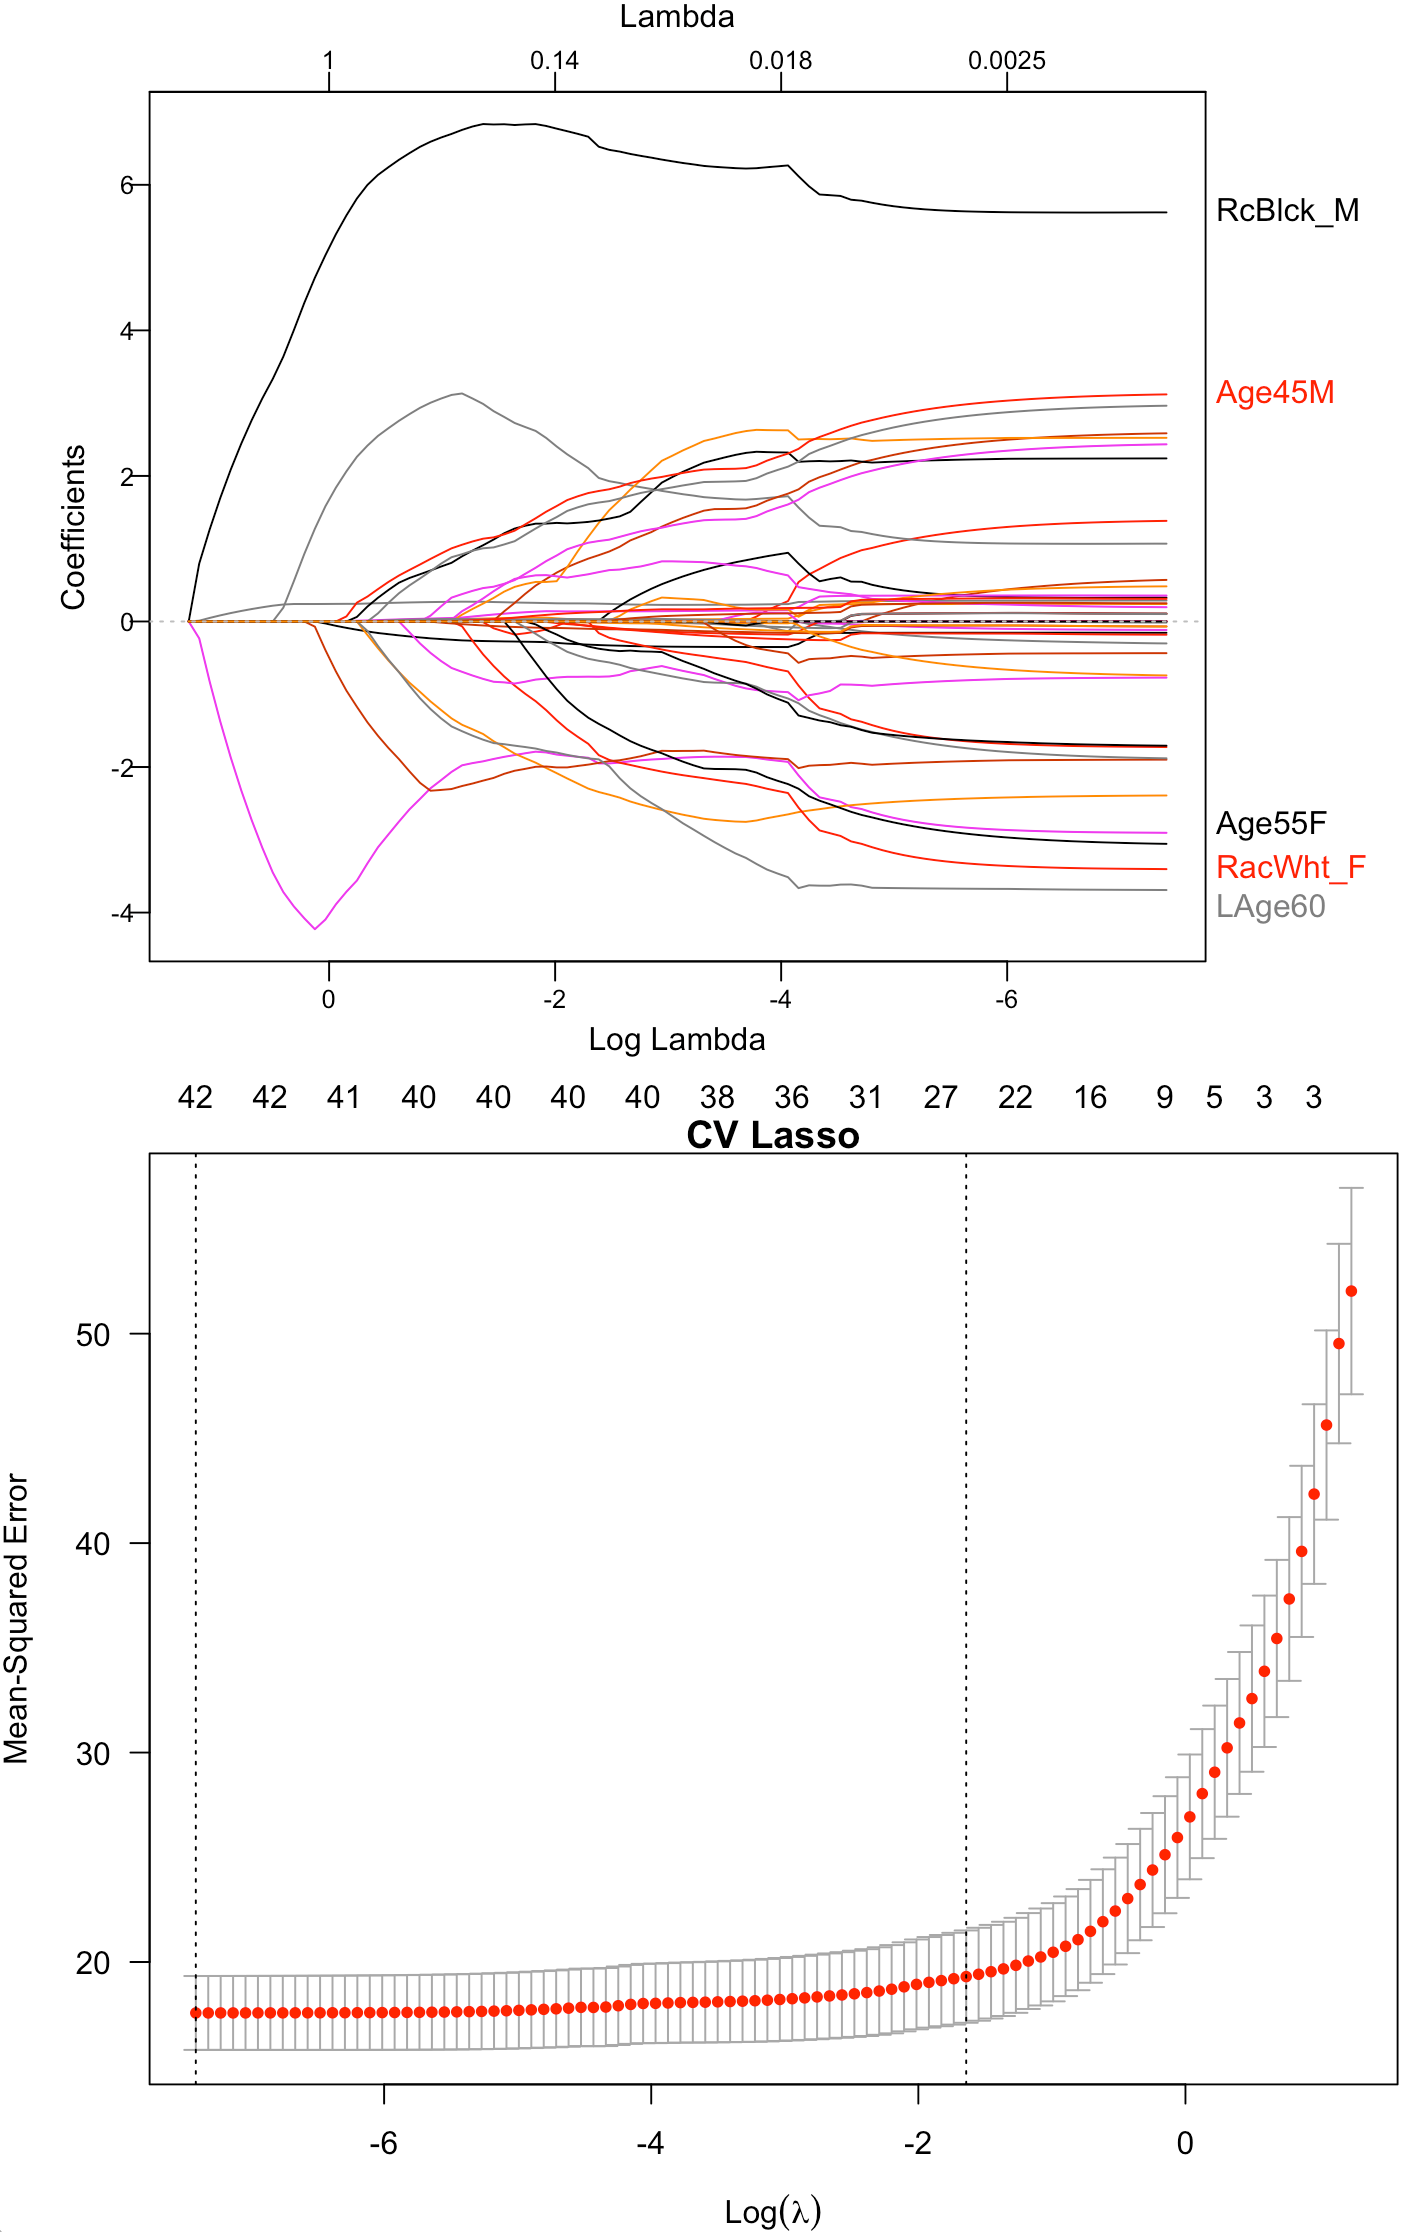 Lambda
1 0.14 0.018 0.0025
6
4
2
0
-2
-4
Coefficients
RcBlck_M
Age45M
Age55F
RacWht_F
LAge60
0 -2 -4 -6
Log Lambda
42 42 41 40 40 40 40 38 36 31 27 22 16 9 5 3 3
CV Lasso
50
40
30
20
Mean-Squared Error
-6 -4 -2 0
Log(λ)